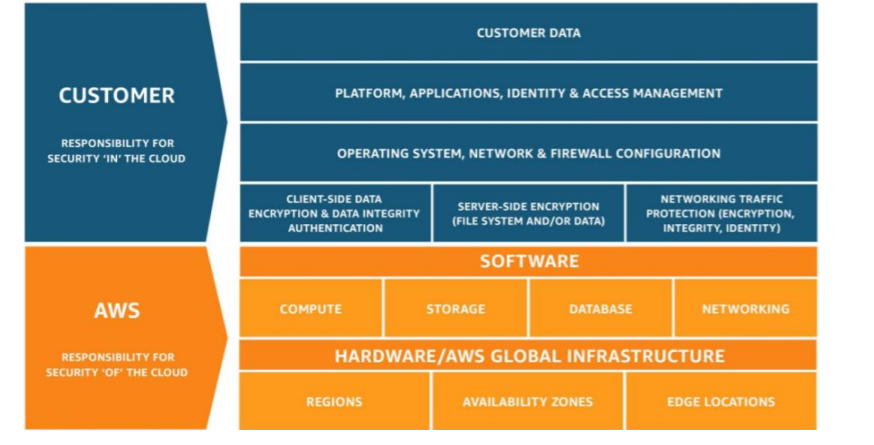 CUSTOMER
RESPONSIBILITY FOR
SECURITY ‘IN’ THE CLOUD
CUSTOMER DATA
PLATFORM, APPLICATIONS, IDENTITY & ACCESS MANAGEMENT
OPERATING SYSTEM, NETWORK & FIREWALL CONFIGURATION
CLIENT-SIDE DATA
ENCRYPTION & DATA INTEGRITY
AUTHENTICATION
SERVER-SIDE ENCRYPTION
(FILE SYSTEM AND/OR DATA)
NETWORKING TRAFFIC
PROTECTION (ENCRYPTION,
INTEGRITY, IDENTITY)
AWS
RESPONSIBILITY FOR
SECURITY ‘OF’ THE CLOUD
SOFTWARE
COMPUTE
STORAGE
DATABASE
NETWORKING
HARDWARE/AWS GLOBAL INFRASTRUCTURE
REGIONS
AVAILABILITY ZONES
EDGE LOCATIONS